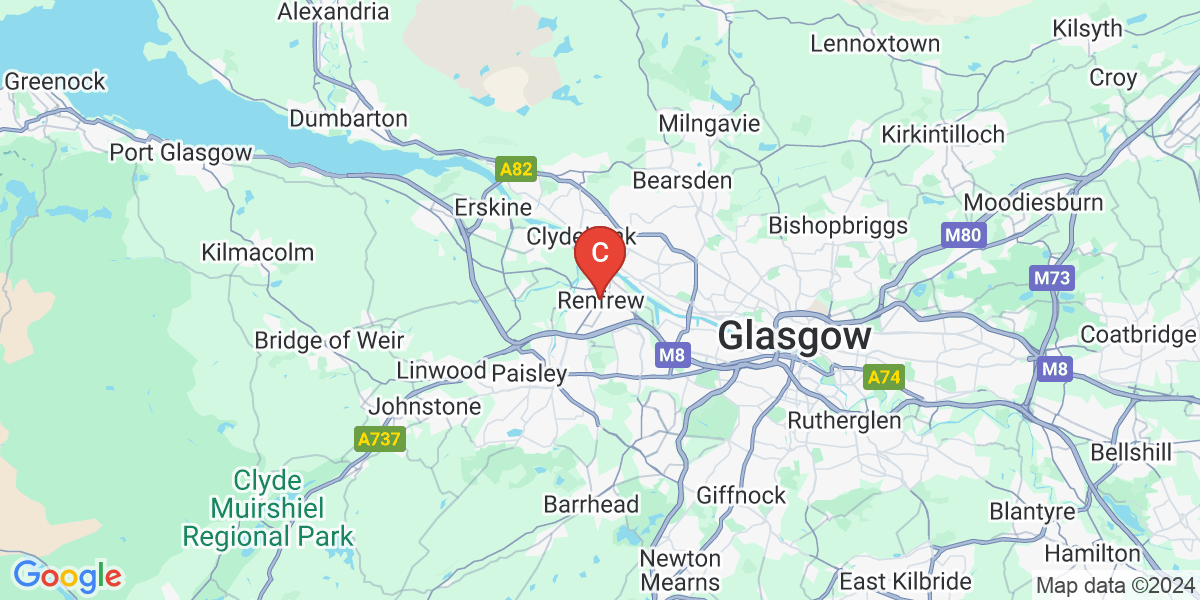 Alexandria
Kilsyth
Lennoxtown
Greenock
Croy
Dumbarton
Milngavie
Kirkintilloch
Port Glasgow
A82
Bearsden
Moodiesburn
Erskine
Bishopbriggs
M80
Kilmacolm
C
M73
Renfrew
Bridge of Weir
Glasgow
Coatbridge
M8
M8
Linwood
Paisley
A74
Johnstone
Rutherglen
A737
Bellshill
Clyde
Muirshiel
Regional Park
Giffnock
Barrhead
Blantyre
Newton
Mearns
Hamilton
East Kilbride
Google
Map data ©2024